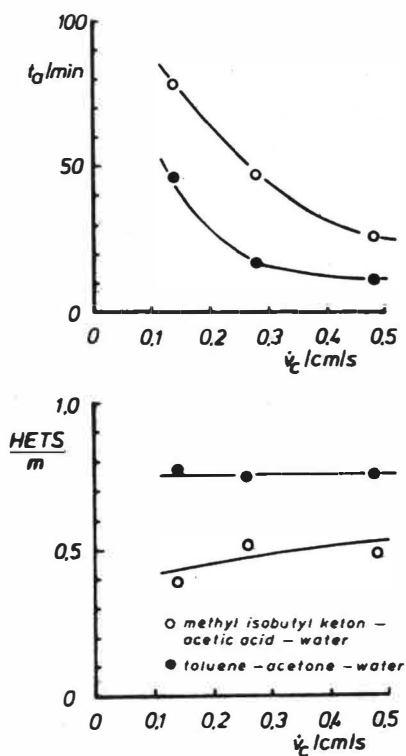 100
t_a/min
50
0
0 0,1 0,2 0,3 0,4 0,5
v̇_c/cm/s
1,0
HETS
m
0,5
o methyl isobutyl keton –
acetic acid – water
● toluene – acetone – water
0
0 0,1 0,2 0,3 0,4 0,5
v̇_c/cm/s